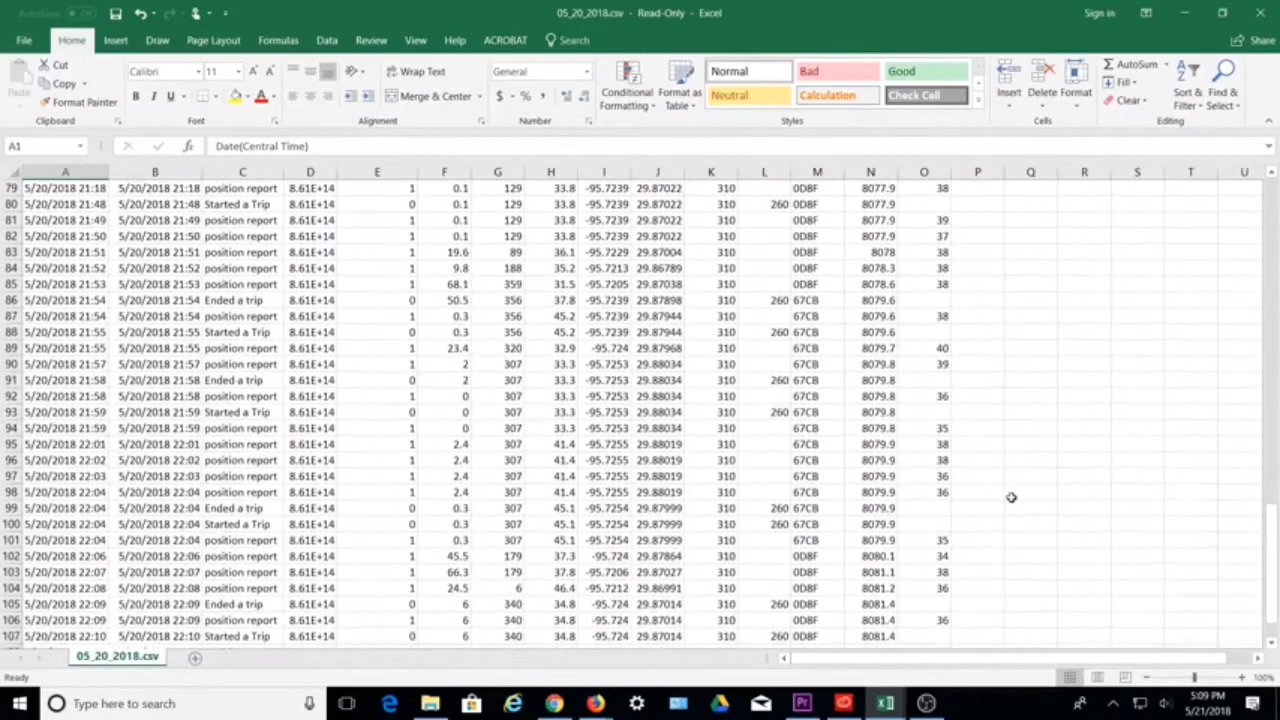 AutoSave Off 05_20_2018.csv - Read-Only - Excel Sign in
File Home Insert Draw Page Layout Formulas Data Review View Help ACROBAT Search Share
Paste Cut Copy Format Painter Clipboard
Calibri 11 B I U Font
Wrap Text Merge & Center Alignment
General $ % , Number
Conditional Formatting Format as Table Normal Bad Good Neutral Calculation Check Cell Styles
Insert Delete Format Cells
AutoSum Fill Clear Sort & Filter Find & Select Editing
A1 fx Date(Central Time)
A B C D E F G H I J K L M N O P Q R S T U
79 5/20/2018 21:18 5/20/2018 21:18 position report 8.61E+14 1 0.1 129 33.8 -95.7239 29.87022 310 0D8F 8077.9 38
80 5/20/2018 21:48 5/20/2018 21:48 Started a Trip 8.61E+14 0 0.1 129 33.8 -95.7239 29.87022 310 260 0D8F 8077.9
81 5/20/2018 21:49 5/20/2018 21:49 position report 8.61E+14 1 0.1 129 33.8 -95.7239 29.87022 310 0D8F 8077.9 39
82 5/20/2018 21:50 5/20/2018 21:50 position report 8.61E+14 1 0.1 129 33.8 -95.7239 29.87022 310 0D8F 8077.9 37
83 5/20/2018 21:51 5/20/2018 21:51 position report 8.61E+14 1 19.6 89 36.1 -95.7229 29.87004 310 0D8F 8078 38
84 5/20/2018 21:52 5/20/2018 21:52 position report 8.61E+14 1 9.8 188 35.2 -95.7213 29.86789 310 0D8F 8078.3 38
85 5/20/2018 21:53 5/20/2018 21:53 position report 8.61E+14 1 68.1 359 31.5 -95.7205 29.87038 310 0D8F 8078.6 38
86 5/20/2018 21:54 5/20/2018 21:54 Ended a trip 8.61E+14 0 50.5 356 37.8 -95.7239 29.87898 310 260 67CB 8079.6
87 5/20/2018 21:54 5/20/2018 21:54 position report 8.61E+14 1 0.3 356 45.2 -95.7239 29.87944 310 67CB 8079.6 38
88 5/20/2018 21:55 5/20/2018 21:55 Started a Trip 8.61E+14 0 0.3 356 45.2 -95.7239 29.87944 310 260 67CB 8079.6
89 5/20/2018 21:55 5/20/2018 21:55 position report 8.61E+14 1 23.4 320 32.9 -95.724 29.87968 310 67CB 8079.7 40
90 5/20/2018 21:57 5/20/2018 21:57 position report 8.61E+14 1 2 307 33.3 -95.7253 29.88034 310 67CB 8079.8 39
91 5/20/2018 21:58 5/20/2018 21:58 Ended a trip 8.61E+14 0 2 307 33.3 -95.7253 29.88034 310 260 67CB 8079.8
92 5/20/2018 21:58 5/20/2018 21:58 position report 8.61E+14 1 0 307 33.3 -95.7253 29.88034 310 67CB 8079.8 36
93 5/20/2018 21:59 5/20/2018 21:59 Started a Trip 8.61E+14 0 0 307 33.3 -95.7253 29.88034 310 260 67CB 8079.8
94 5/20/2018 21:59 5/20/2018 21:59 position report 8.61E+14 1 0 307 33.3 -95.7253 29.88034 310 67CB 8079.8 35
95 5/20/2018 22:01 5/20/2018 22:01 position report 8.61E+14 1 2.4 307 41.4 -95.7255 29.88019 310 67CB 8079.9 38
96 5/20/2018 22:02 5/20/2018 22:02 position report 8.61E+14 1 2.4 307 41.4 -95.7255 29.88019 310 67CB 8079.9 38
97 5/20/2018 22:03 5/20/2018 22:03 position report 8.61E+14 1 2.4 307 41.4 -95.7255 29.88019 310 67CB 8079.9 36
98 5/20/2018 22:04 5/20/2018 22:04 position report 8.61E+14 1 2.4 307 41.4 -95.7255 29.88019 310 67CB 8079.9 36
99 5/20/2018 22:04 5/20/2018 22:04 Ended a trip 8.61E+14 0 0.3 307 45.1 -95.7254 29.87999 310 260 67CB 8079.9
100 5/20/2018 22:04 5/20/2018 22:04 Started a Trip 8.61E+14 0 0.3 307 45.1 -95.7254 29.87999 310 260 67CB 8079.9
101 5/20/2018 22:04 5/20/2018 22:04 position report 8.61E+14 1 0.3 307 45.1 -95.7254 29.87999 310 67CB 8079.9 35
102 5/20/2018 22:06 5/20/2018 22:06 position report 8.61E+14 1 45.5 179 37.3 -95.724 29.87864 310 0D8F 8080.1 34
103 5/20/2018 22:07 5/20/2018 22:07 position report 8.61E+14 1 66.3 179 37.8 -95.7206 29.87027 310 0D8F 8081.1 38
104 5/20/2018 22:08 5/20/2018 22:08 position report 8.61E+14 1 24.5 6 46.4 -95.7212 29.86991 310 0D8F 8081.2 36
105 5/20/2018 22:09 5/20/2018 22:09 Ended a trip 8.61E+14 0 6 340 34.8 -95.724 29.87014 310 260 0D8F 8081.4
106 5/20/2018 22:09 5/20/2018 22:09 position report 8.61E+14 1 6 340 34.8 -95.724 29.87014 310 0D8F 8081.4 36
107 5/20/2018 22:10 5/20/2018 22:10 Started a Trip 8.61E+14 0 6 340 34.8 -95.724 29.87014 310 260 0D8F 8081.4
05_20_2018.csv
Ready 100%
Type here to search 5:09 PM
5/21/2018